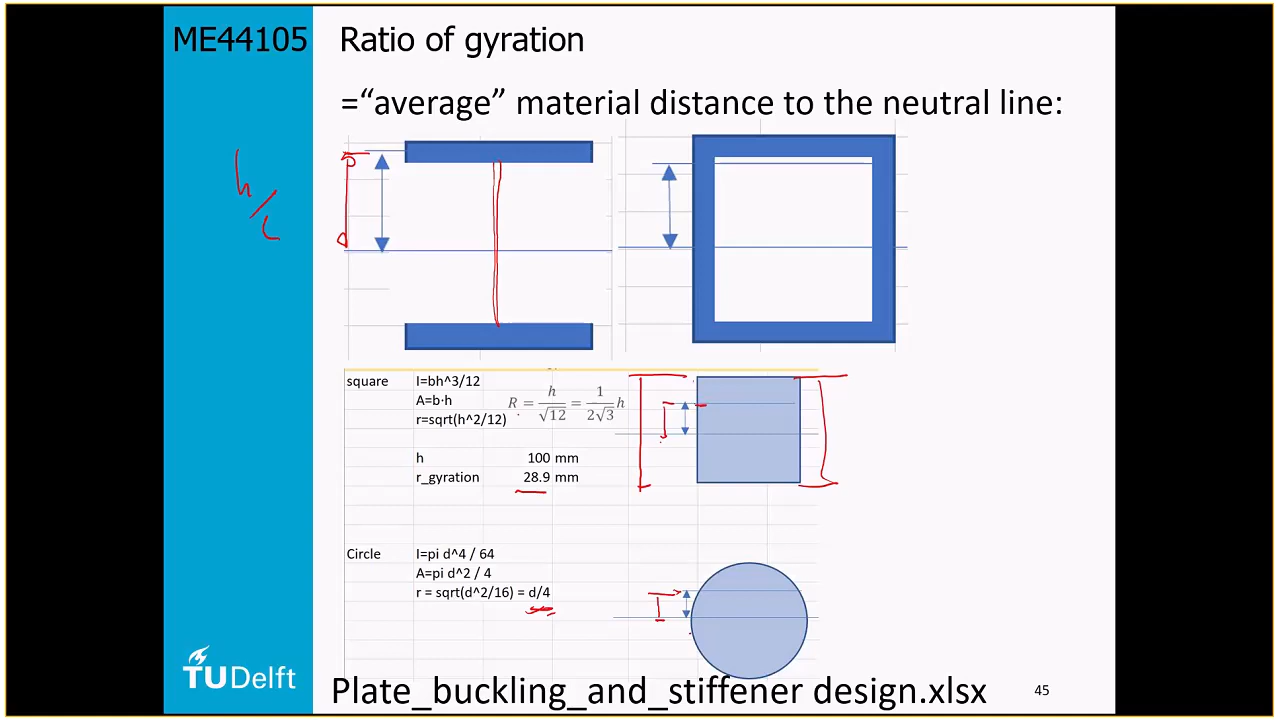 ME44105
Ratio of gyration
=“average” material distance to the neutral line:
h/c
square I=bh^3/12
A=b·h
r=sqrt(h^2/12)
R = h/√12 = 1/2√3 h
h 100 mm
r_gyration 28.9 mm
Circle I=pi d^4 / 64
A=pi d^2 / 4
r = sqrt(d^2/16) = d/4
TUDelft
Plate_buckling_and_stiffener design.xlsx
45